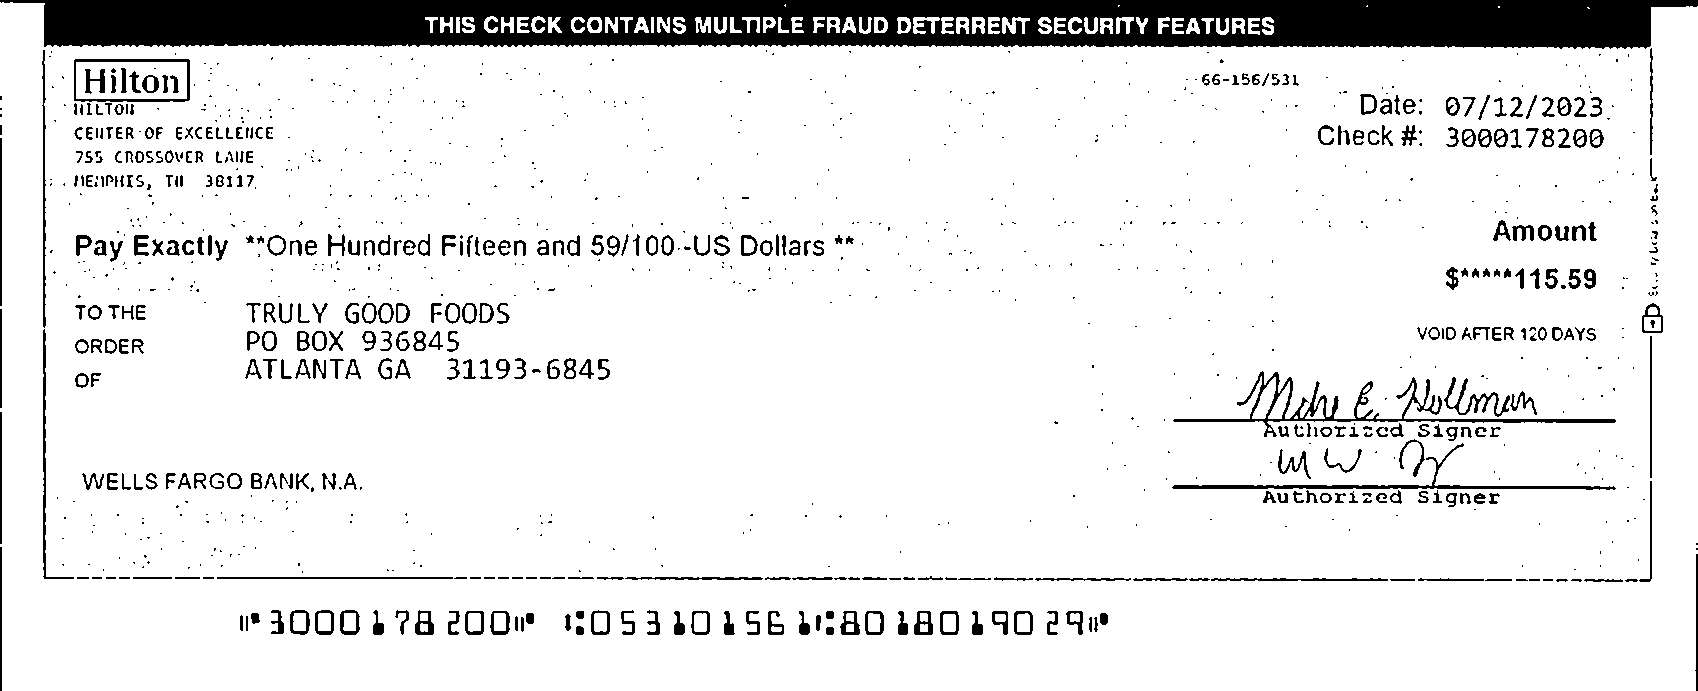 THIS CHECK CONTAINS MULTIPLE FRAUD DETERRENT SECURITY FEATURES
Hilton
66-156/531
HILTON
Date: 07/12/2023
CENTER OF EXCELLENCE
Check #: 3000178200
755 CROSSOVER LANE
MEMPHIS, TN 38117
Amount
Pay Exactly **One Hundred Fifteen and 59/100-US Dollars **
$*****115.59
TO THE ORDER OF
TRULY GOOD FOODS
PO BOX 936845
ATLANTA GA 31193-6845
VOID AFTER 120 DAYS
Hollman
Authorized Signer
WELLS FARGO BANK, N.A.
Authorized Signer
⑈3000178200⑈ ⑆053101561⑆8018019029⑈